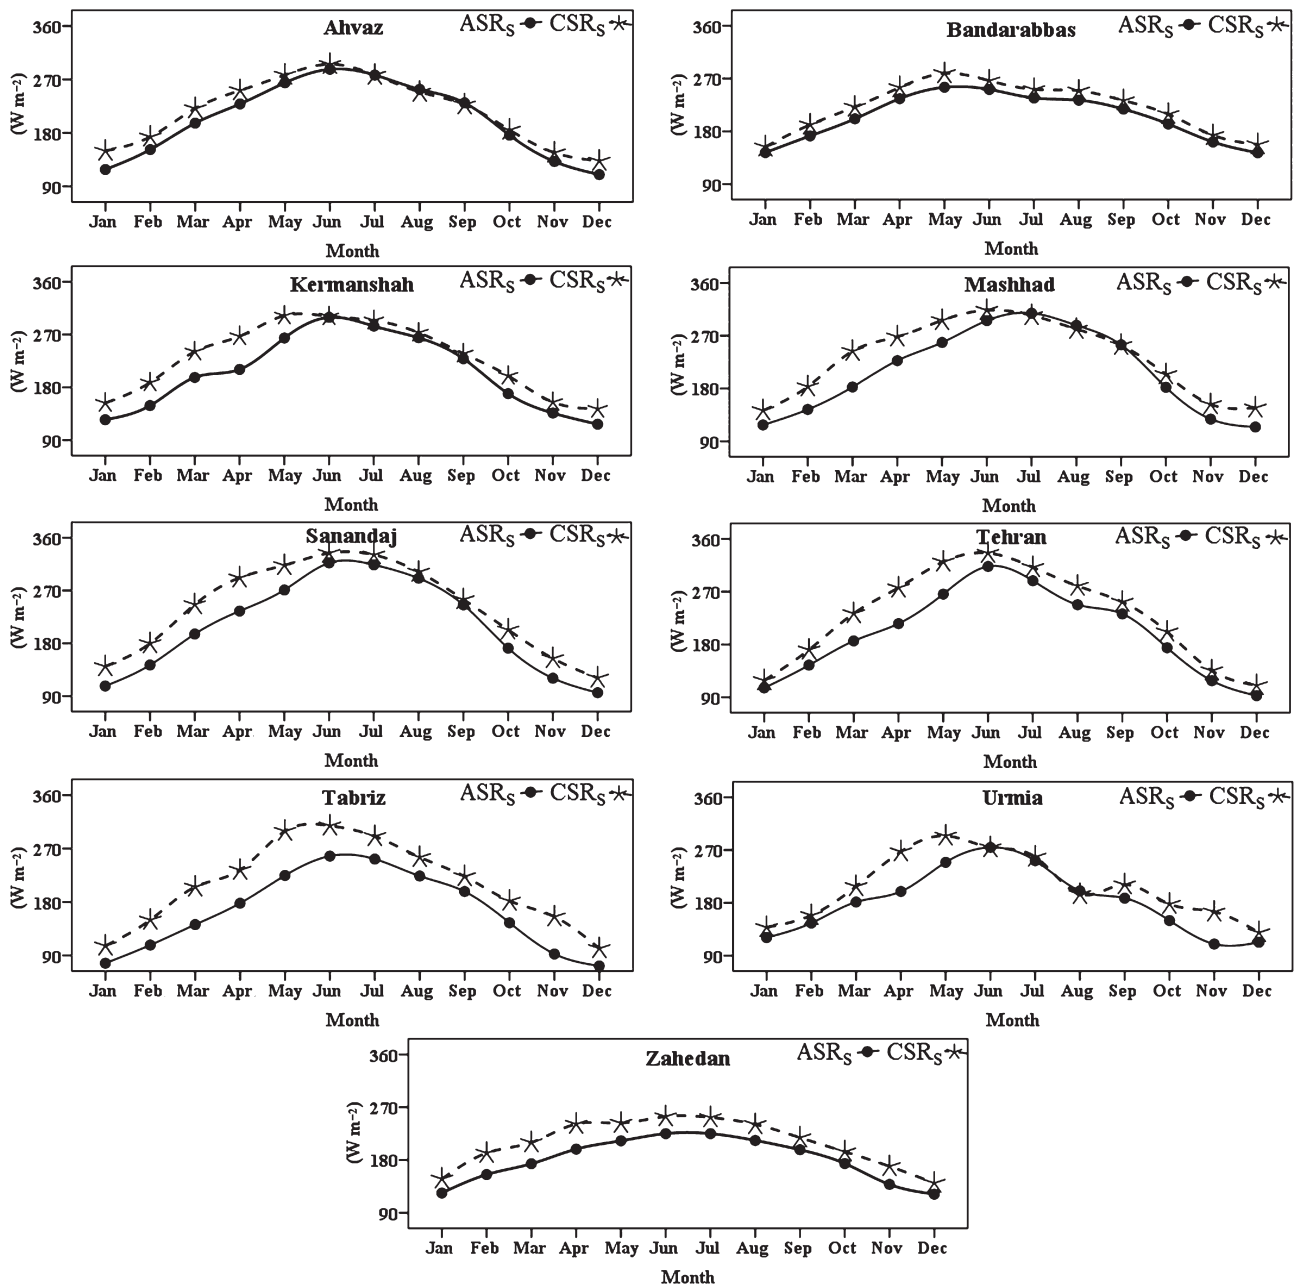 Ahvaz ASRS CSRS
360
270
180
90
(W m⁻²)
Jan Feb Mar Apr May Jun Jul Aug Sep Oct Nov Dec
Month
Bandarabbas ASRS CSRS
360
270
180
90
(W m⁻²)
Jan Feb Mar Apr May Jun Jul Aug Sep Oct Nov Dec
Month
Kermanshah ASRS CSRS
360
270
180
90
(W m⁻²)
Jan Feb Mar Apr May Jun Jul Aug Sep Oct Nov Dec
Month
Mashhad ASRS CSRS
360
270
180
90
(W m⁻²)
Jan Feb Mar Apr May Jun Jul Aug Sep Oct Nov Dec
Month
Sanandaj ASRS CSRS
360
270
180
90
(W m⁻²)
Jan Feb Mar Apr May Jun Jul Aug Sep Oct Nov Dec
Month
Tehran ASRS CSRS
360
270
180
90
(W m⁻²)
Jan Feb Mar Apr May Jun Jul Aug Sep Oct Nov Dec
Month
Tabriz ASRS CSRS
360
270
180
90
(W m⁻²)
Jan Feb Mar Apr May Jun Jul Aug Sep Oct Nov Dec
Month
Urmia ASRS CSRS
360
270
180
90
(W m⁻²)
Jan Feb Mar Apr May Jun Jul Aug Sep Oct Nov Dec
Month
Zahedan ASRS CSRS
360
270
180
90
(W m⁻²)
Jan Feb Mar Apr May Jun Jul Aug Sep Oct Nov Dec
Month